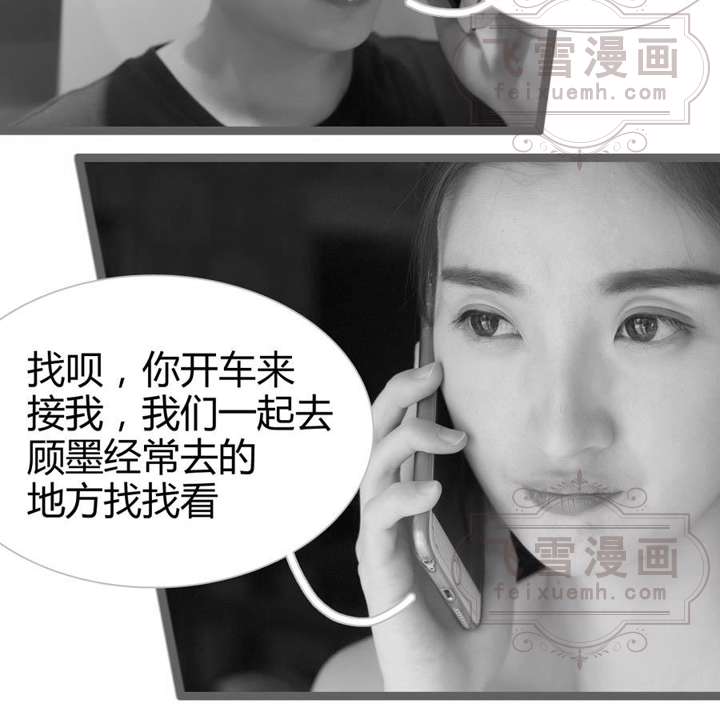 飞雪漫画
feixuemh.com
找呗，你开车来
接我，我们一起去
顾墨经常去的
地方找找看
飞雪漫画
feixuemh.com